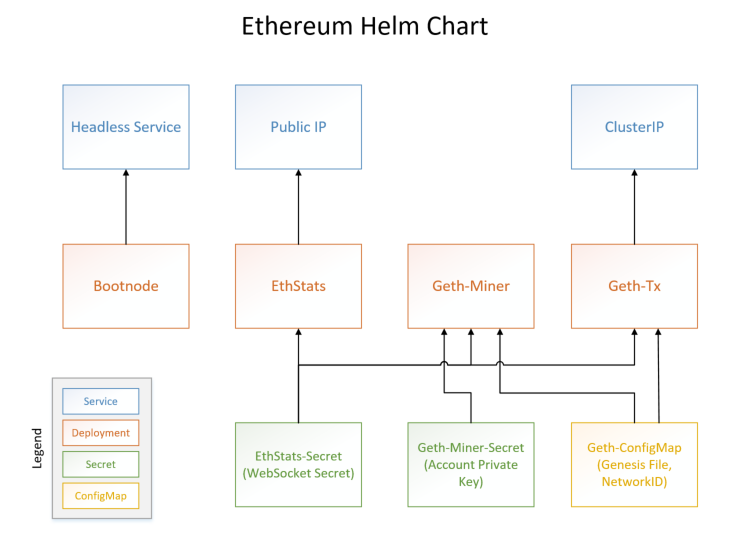 Ethereum Helm Chart
Headless Service
Public IP
ClusterIP
Bootnode
EthStats
Geth-Miner
Geth-Tx
Legend
Service
Deployment
Secret
ConfigMap
EthStats-Secret
(WebSocket Secret)
Geth-Miner-Secret
(Account Private
Key)
Geth-ConfigMap
(Genesis File,
NetworkID)